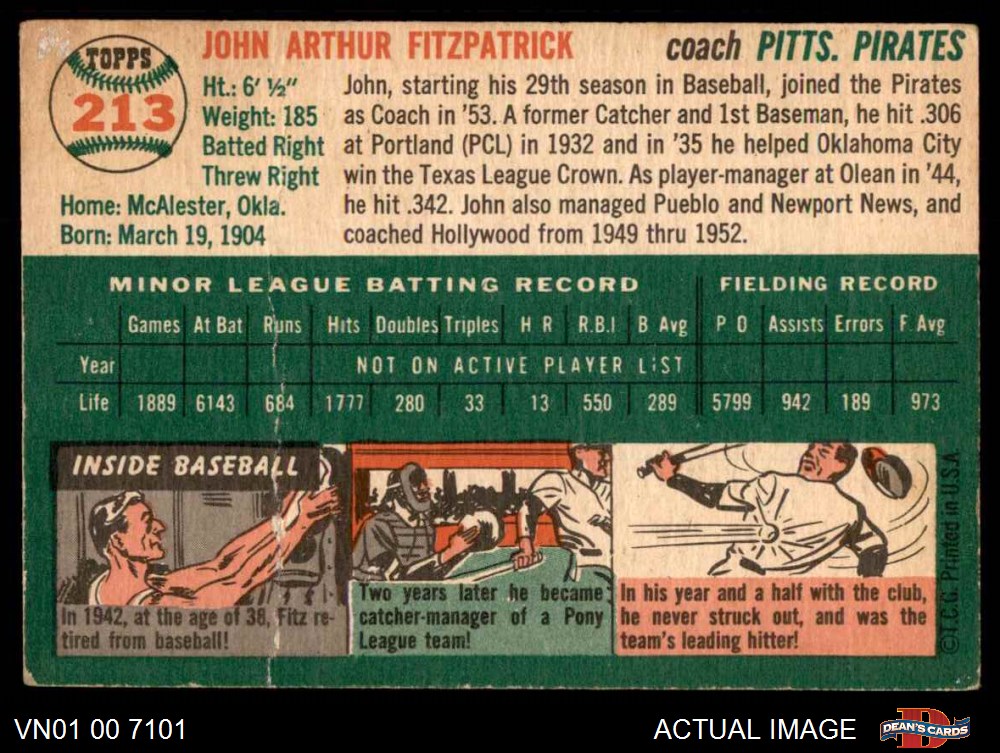 TOPPS
213
JOHN ARTHUR FITZPATRICK
coach PITTS. PIRATES
Ht.: 6' ½"
Weight: 185
Batted Right
Threw Right
Home: McAlester, Okla.
Born: March 19, 1904
John, starting his 29th season in Baseball, joined the Pirates
as Coach in '53. A former Catcher and 1st Baseman, he hit .306
at Portland (PCL) in 1932 and in '35 he helped Oklahoma City
win the Texas League Crown. As player-manager at Olean in '44,
he hit .342. John also managed Pueblo and Newport News, and
coached Hollywood from 1949 thru 1952.
MINOR LEAGUE BATTING RECORD FIELDING RECORD
Games At Bat Runs Hits Doubles Triples H R R.B.I B Avg P O Assists Errors F. Avg
Year NOT ON ACTIVE PLAYER LIST
Life 1889 6143 684 1777 280 33 13 550 289 5799 942 189 973
INSIDE BASEBALL
In 1942, at the age of 38, Fitz re-
tired from baseball!
Two years later he became
catcher-manager of a Pony
League team!
In his year and a half with the club,
he never struck out, and was the
team's leading hitter!
© T.C.G. Printed in U.S.A.
VN01 00 7101
ACTUAL IMAGE
DEAN'S CARDS